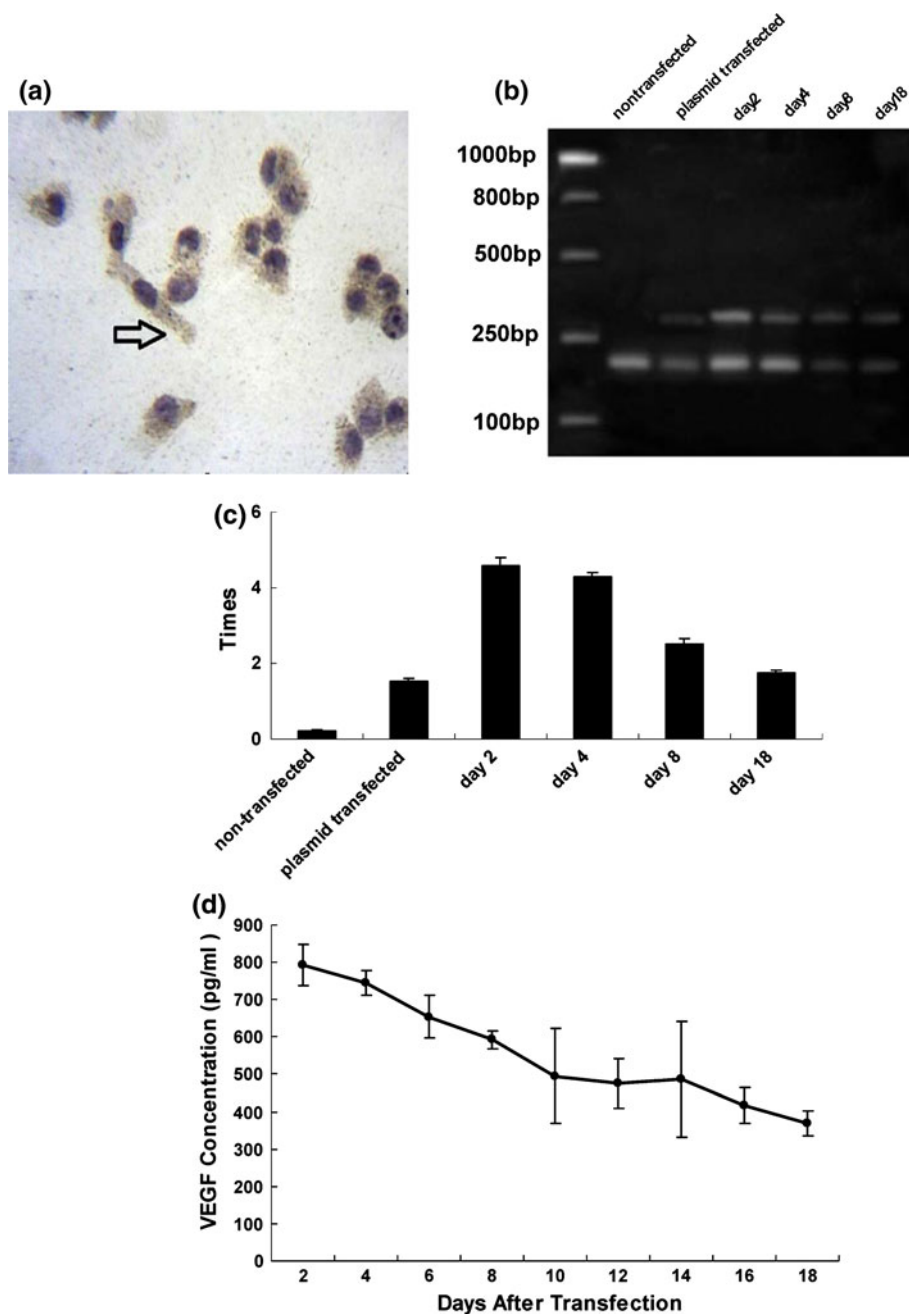 (a)
(b)
nontransfected
plasmid transfected
day2
day4
day8
day18
1000bp
800bp
500bp
250bp
100bp
(c)
6
4
2
0
Times
non-transfected
plasmid transfected
day 2
day 4
day 8
day 18
(d)
900
800
700
600
500
400
300
200
100
0
VEGF Concentration (pg/ml )
2 4 6 8 10 12 14 16 18
Days After Transfection